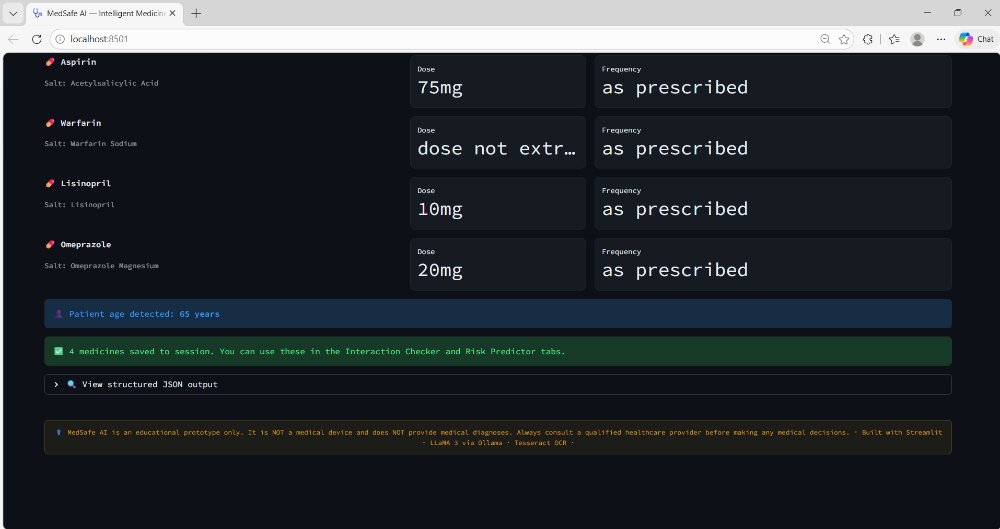 MedSafe AI — Intelligent Medicine
localhost:8501
Chat
Aspirin
Salt: Acetylsalicylic Acid
Dose
75mg
Frequency
as prescribed
Warfarin
Salt: Warfarin Sodium
Dose
dose not extr…
Frequency
as prescribed
Lisinopril
Salt: Lisinopril
Dose
10mg
Frequency
as prescribed
Omeprazole
Salt: Omeprazole Magnesium
Dose
20mg
Frequency
as prescribed
Patient age detected: 65 years
4 medicines saved to session. You can use these in the Interaction Checker and Risk Predictor tabs.
View structured JSON output
MedSafe AI is an educational prototype only. It is NOT a medical device and does NOT provide medical diagnoses. Always consult a qualified healthcare provider before making any medical decisions. · Built with Streamlit
· LLaMA 3 via Ollama · Tesseract OCR ·